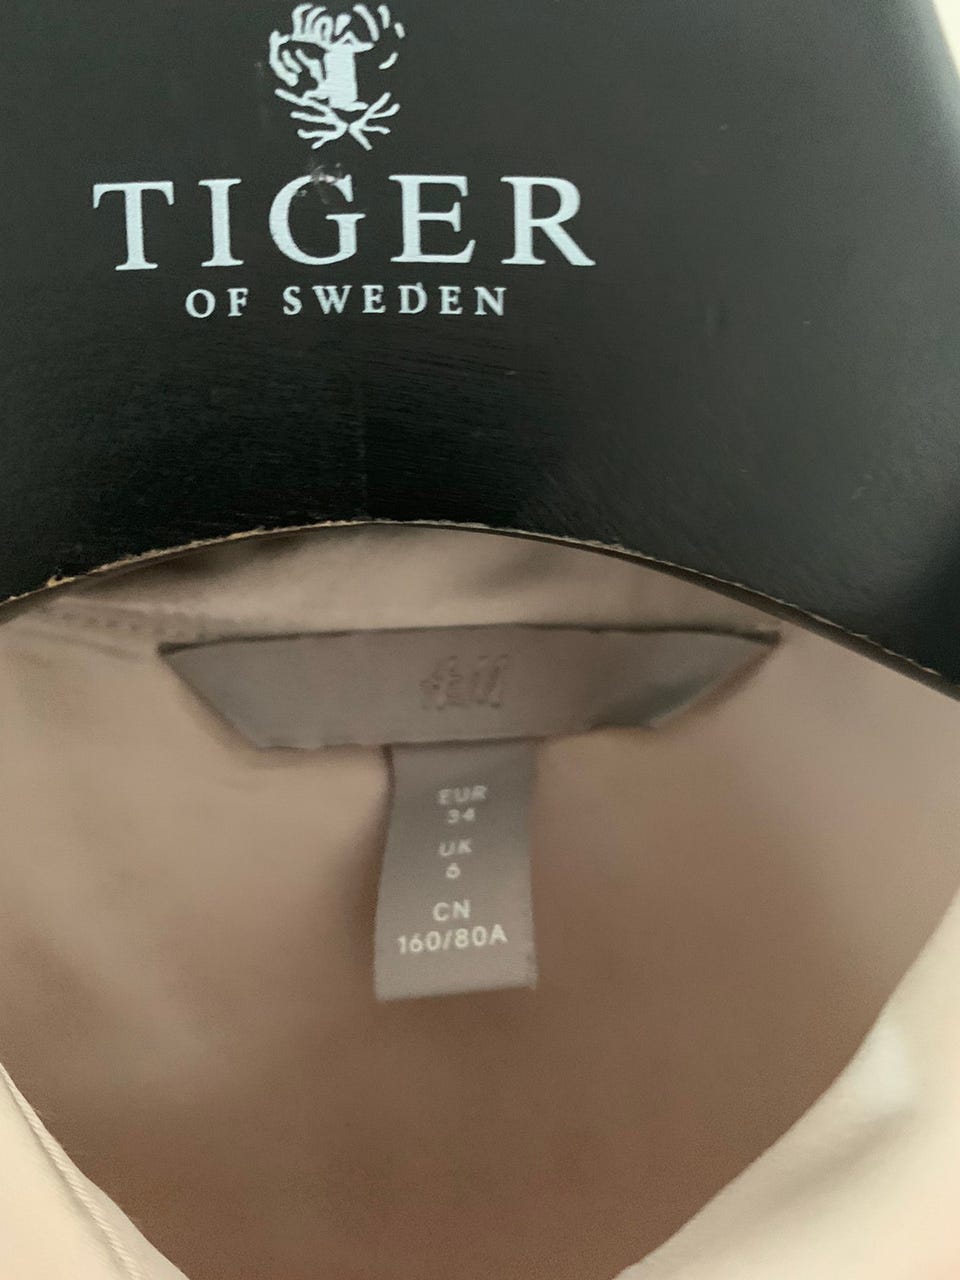 TIGER
OF SWEDEN
EUR
34
UK
6
CN
160/80A